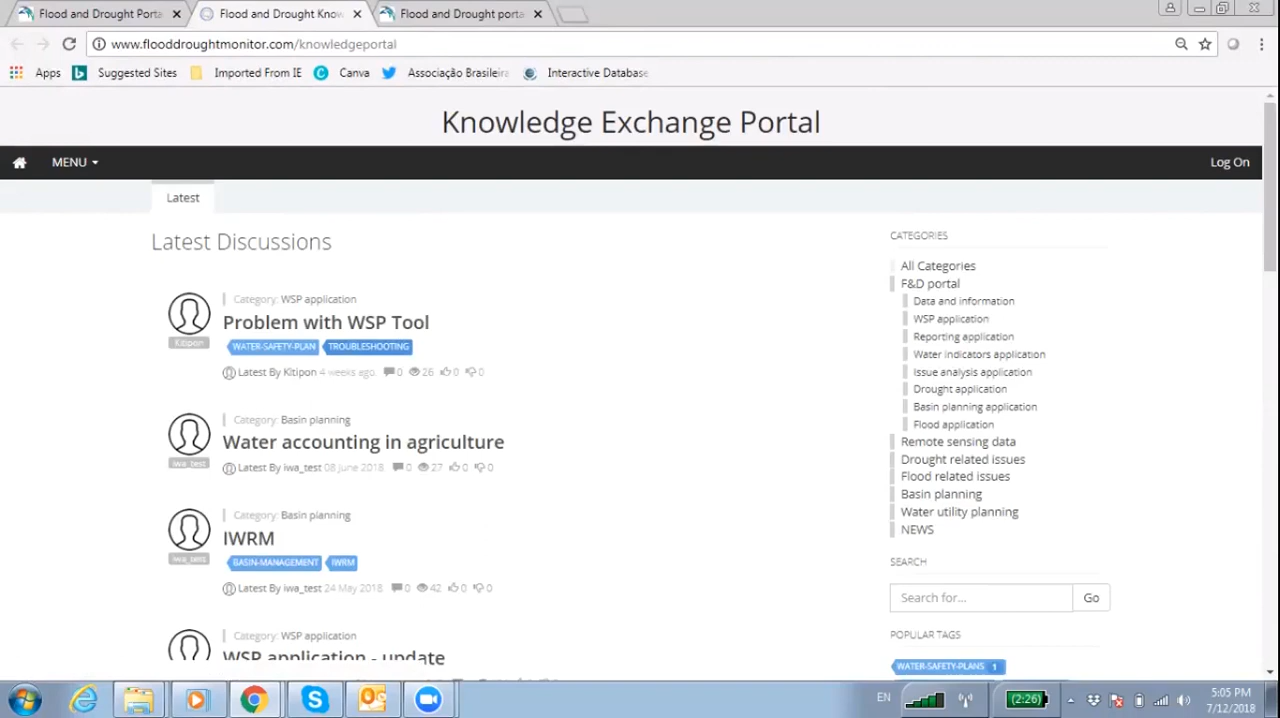 Flood and Drought Porta
Flood and Drought Know
Flood and Drought porta
www.flooddroughtmonitor.com/knowledgeportal
Apps
Suggested Sites
Imported From IE
Canva
Associação Brasileira
Interactive Database
Knowledge Exchange Portal
MENU
Log On
Latest
Latest Discussions
Category: WSP application
Problem with WSP Tool
Kitipon
WATER-SAFETY-PLAN TROUBLESHOOTING
Latest By Kitipon 4 weeks ago. 0 26 0 0
Category: Basin planning
Water accounting in agriculture
iwa_test
Latest By iwa_test 08 June 2018. 0 27 0 0
Category: Basin planning
IWRM
iwa_test
BASIN-MANAGEMENT IWRM
Latest By iwa_test 24 May 2018 0 42 0 0
Category: WSP application
WSP application - update
CATEGORIES
All Categories
F&D portal
Data and information
WSP application
Reporting application
Water indicators application
Issue analysis application
Drought application
Basin planning application
Flood application
Remote sensing data
Drought related issues
Flood related issues
Basin planning
Water utility planning
NEWS
SEARCH
Search for...
Go
POPULAR TAGS
WATER-SAFETY-PLANS 1
EN
(2:26)
5:05 PM
7/12/2018